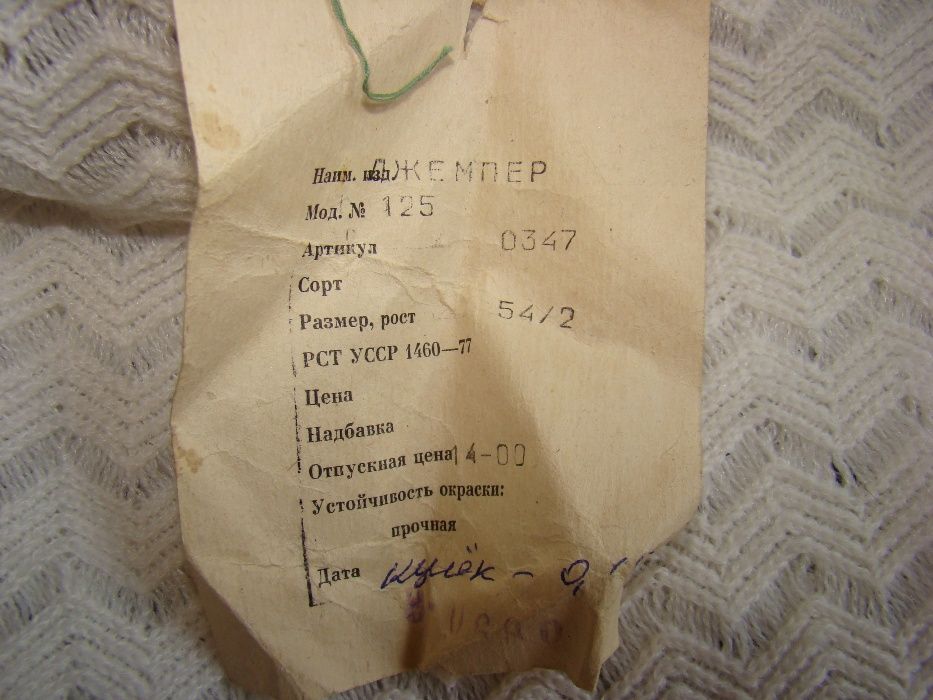 Наим. изд. ДЖЕМПЕР
Мод. № 125
Артикул 0347
Сорт
Размер, рост 54/2
РСТ УССР 1460—77
Цена
Надбавка
Отпускная цена 14-00
Устойчивость окраски:
прочная
Дата кулёк -